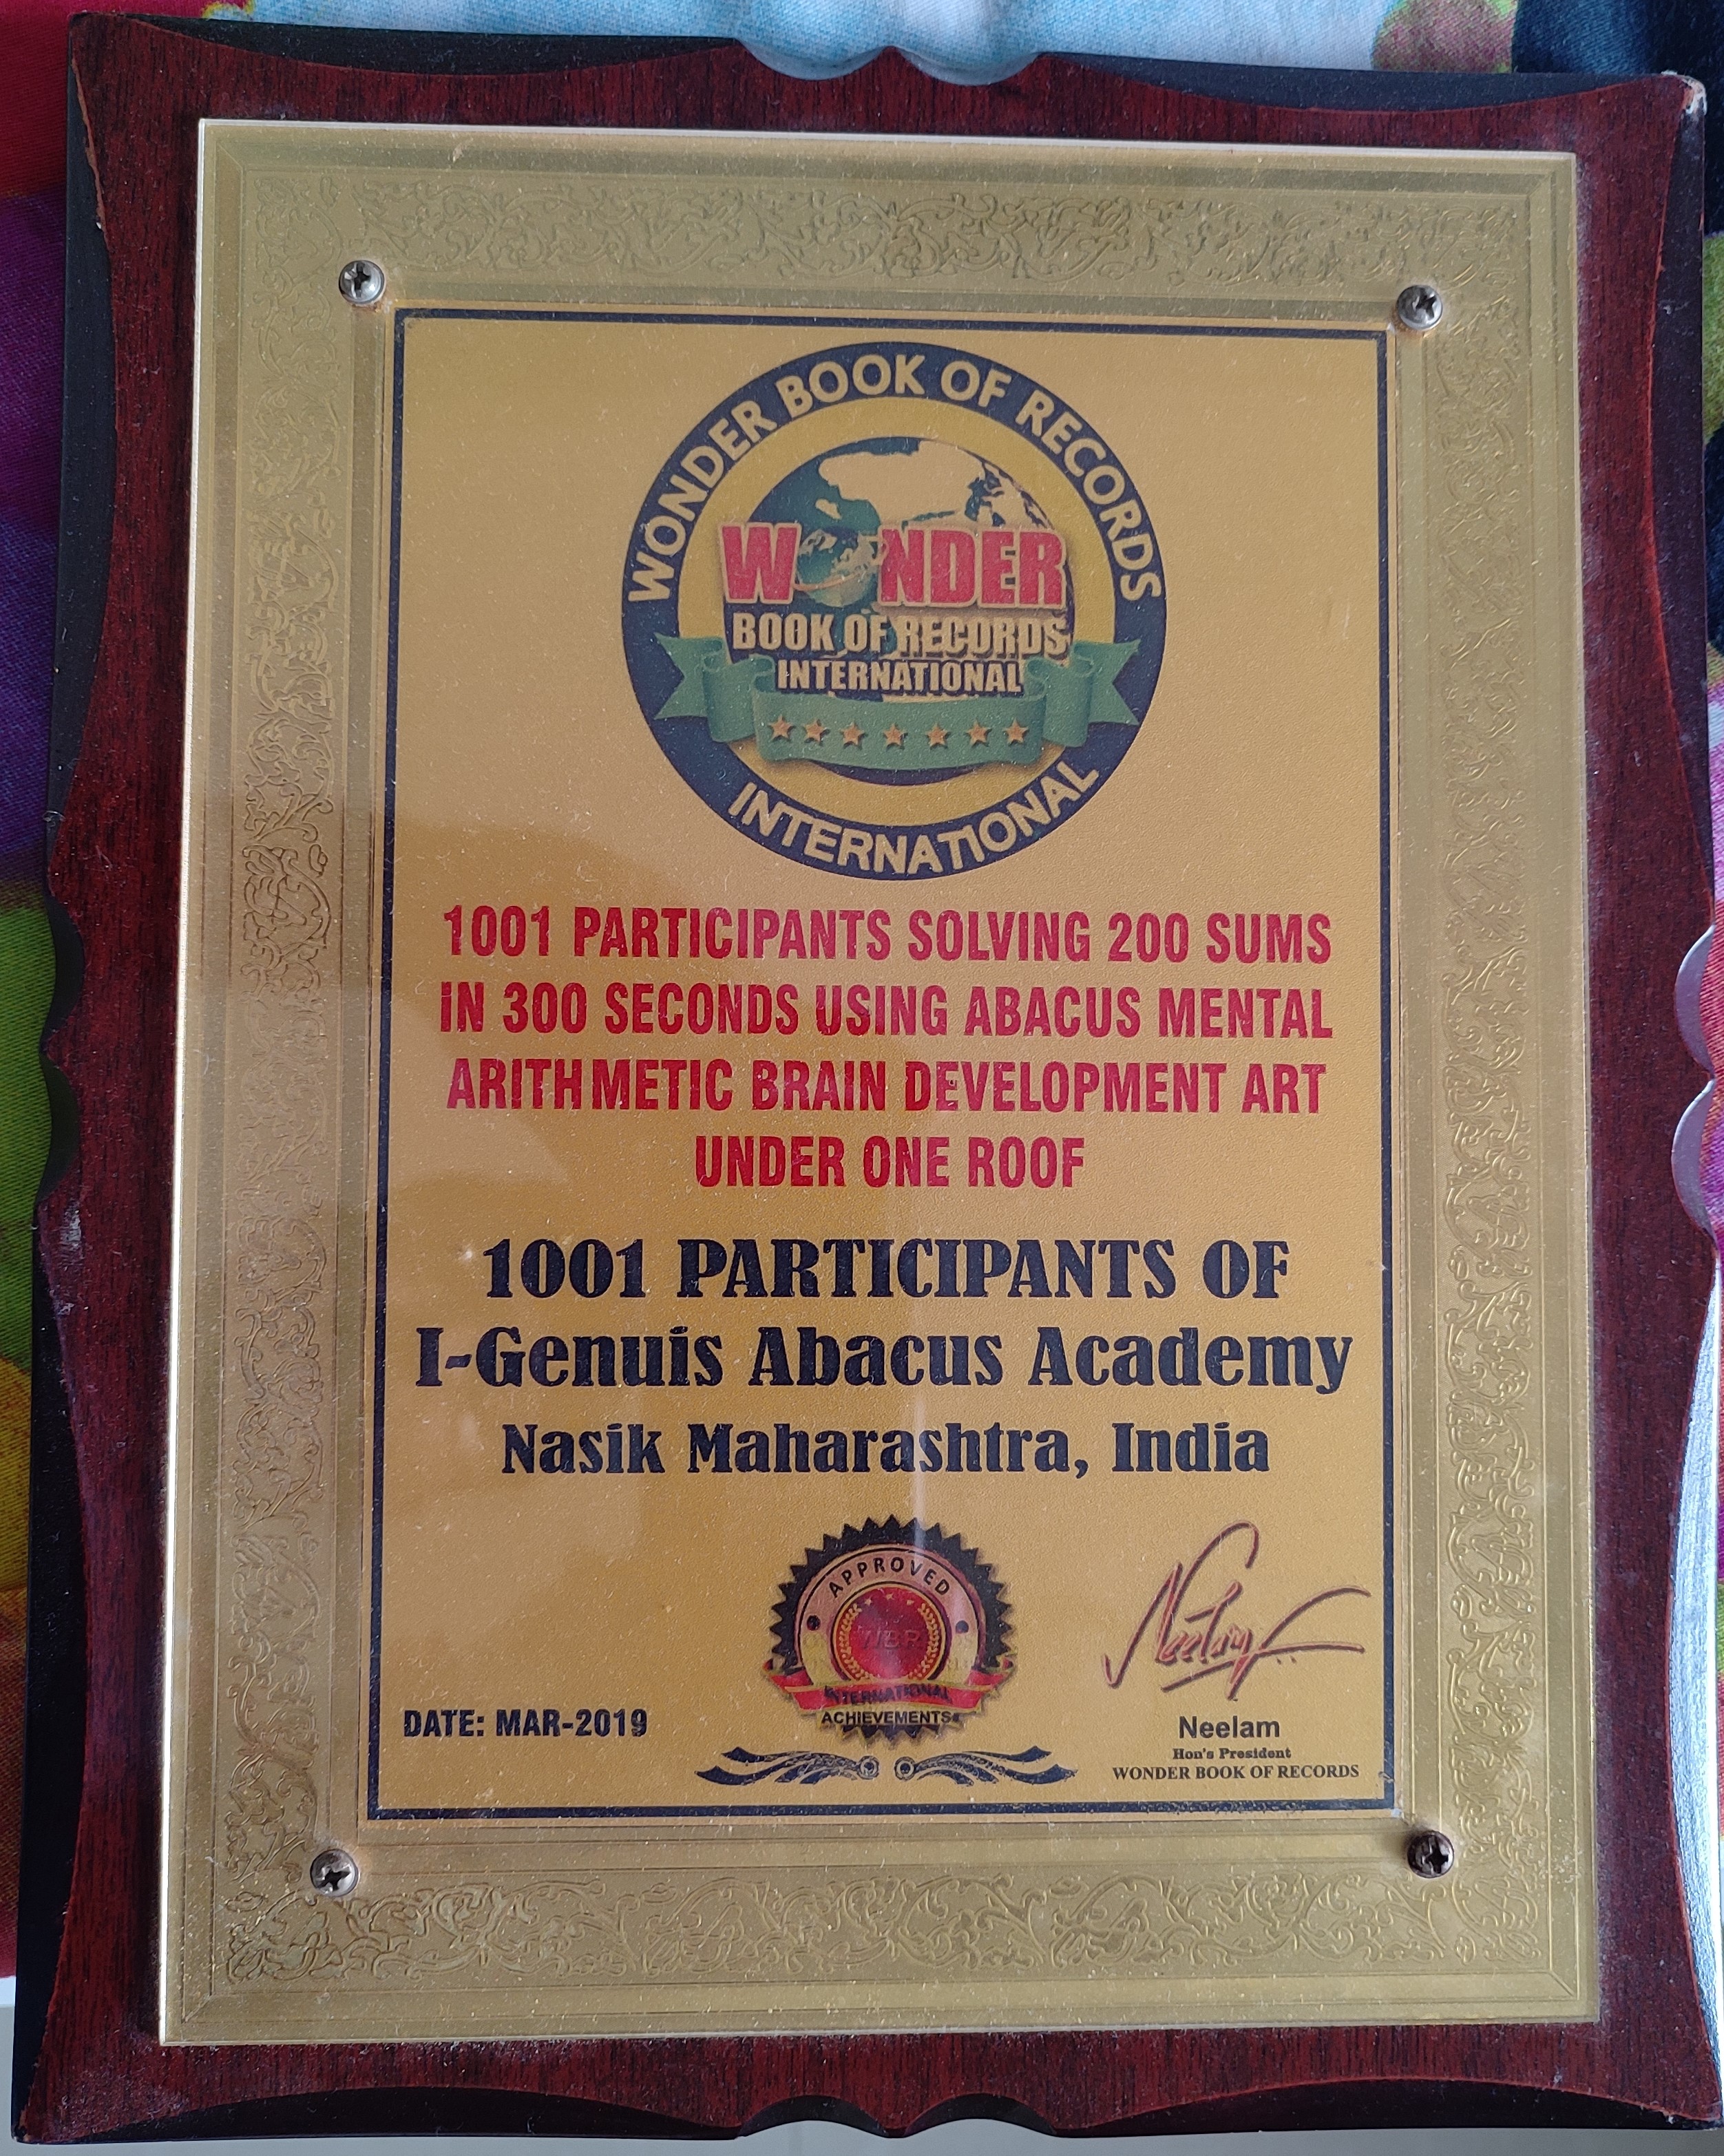 WONDER BOOK OF RECORDS
WONDER
BOOK OF RECORDS
INTERNATIONAL
INTERNATIONAL
1001 PARTICIPANTS SOLVING 200 SUMS
IN 300 SECONDS USING ABACUS MENTAL
ARITHMETIC BRAIN DEVELOPMENT ART
UNDER ONE ROOF
1001 PARTICIPANTS OF
I-Genuis Abacus Academy
Nasik Maharashtra, India
APPROVED
INTERNATIONAL
ACHIEVEMENTS
Neelam
DATE: MAR-2019
Neelam
Hon's President
WONDER BOOK OF RECORDS